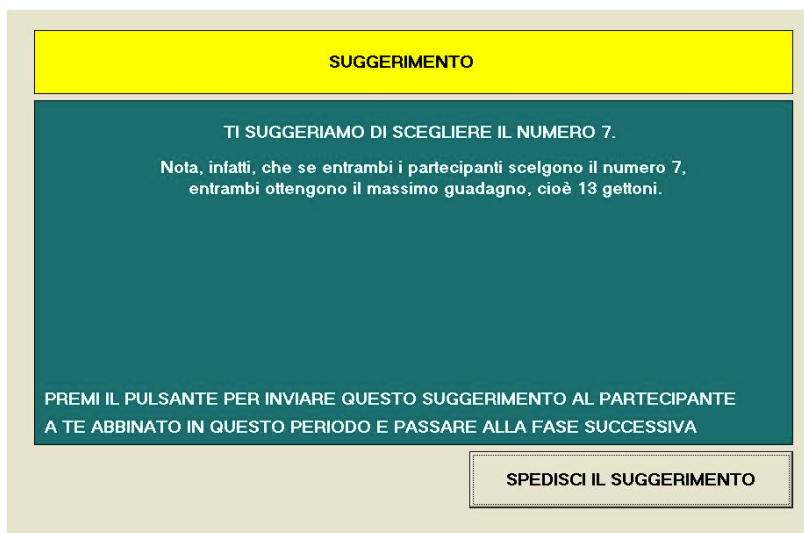 SUGGERIMENTO
TI SUGGERIAMO DI SCEGLIERE IL NUMERO 7.
Nota, infatti, che se entrambi i partecipanti scelgono il numero 7,
entrambi ottengono il massimo guadagno, cioè 13 gettoni.
PREMI IL PULSANTE PER INVIARE QUESTO SUGGERIMENTO AL PARTECIPANTE
A TE ABBINATO IN QUESTO PERIODO E PASSARE ALLA FASE SUCCESSIVA
SPEDISCI IL SUGGERIMENTO